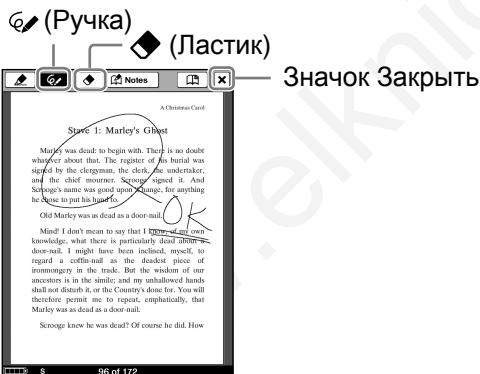 (Ручка)
(Ластик)
Значок Закрыть
Notes
A Christmas Carol
Stave 1: Marley's Ghost
Marley was dead: to begin with. There is no doubt
whatever about that. The register of his burial was
signed by the clergyman, the clerk, the undertaker,
and the chief mourner. Scrooge signed it. And
Scrooge's name was good upon 'Change, for anything
he chose to put his hand to.
Old Marley was as dead as a door-nail.
OK
Mind! I don't mean to say that I know, of my own
knowledge, what there is particularly dead about a
door-nail. I might have been inclined, myself, to
regard a coffin-nail as the deadest piece of
ironmongery in the trade. But the wisdom of our
ancestors is in the simile; and my unhallowed hands
shall not disturb it, or the Country's done for. You will
therefore permit me to repeat, emphatically, that
Marley was as dead as a door-nail.
Scrooge knew he was dead? Of course he did. How
S 96 of 172